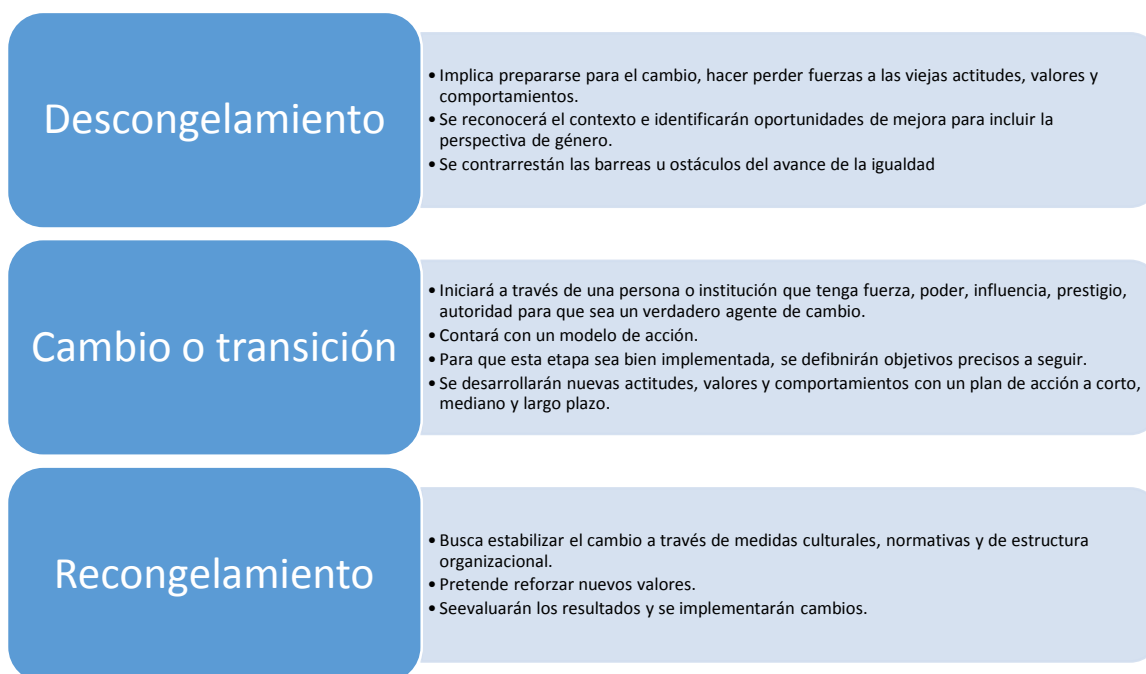 Descongelamiento
• Implica prepararse para el cambio, hacer perder fuerzas a las viejas actitudes, valores y
comportamientos.
• Se reconocerá el contexto e identificarán oportunidades de mejora para incluir la
perspectiva de género.
• Se contrarrestán las barreas u ostáculos del avance de la igualdad
Cambio o transición
• Iniciará a través de una persona o institución que tenga fuerza, poder, influencia, prestigio,
autoridad para que sea un verdadero agente de cambio.
• Contará con un modelo de acción.
• Para que esta etapa sea bien implementada, se defibnirán objetivos precisos a seguir.
• Se desarrollarán nuevas actitudes, valores y comportamientos con un plan de acción a corto,
mediano y largo plazo.
Recongelamiento
• Busca estabilizar el cambio a través de medidas culturales, normativas y de estructura
organizacional.
• Pretende reforzar nuevos valores.
• Seevaluarán los resultados y se implementarán cambios.